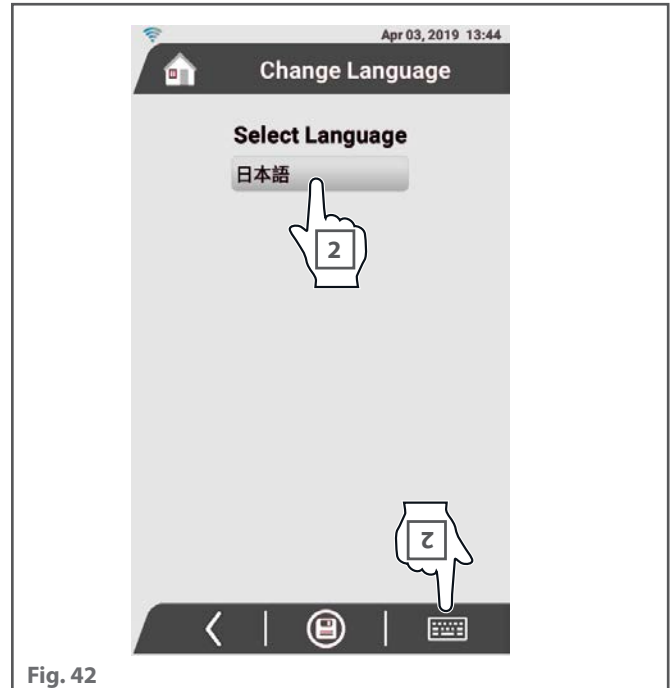 Apr 03, 2019 13:44
Change Language
Select Language
日本語
2
2
Fig. 42